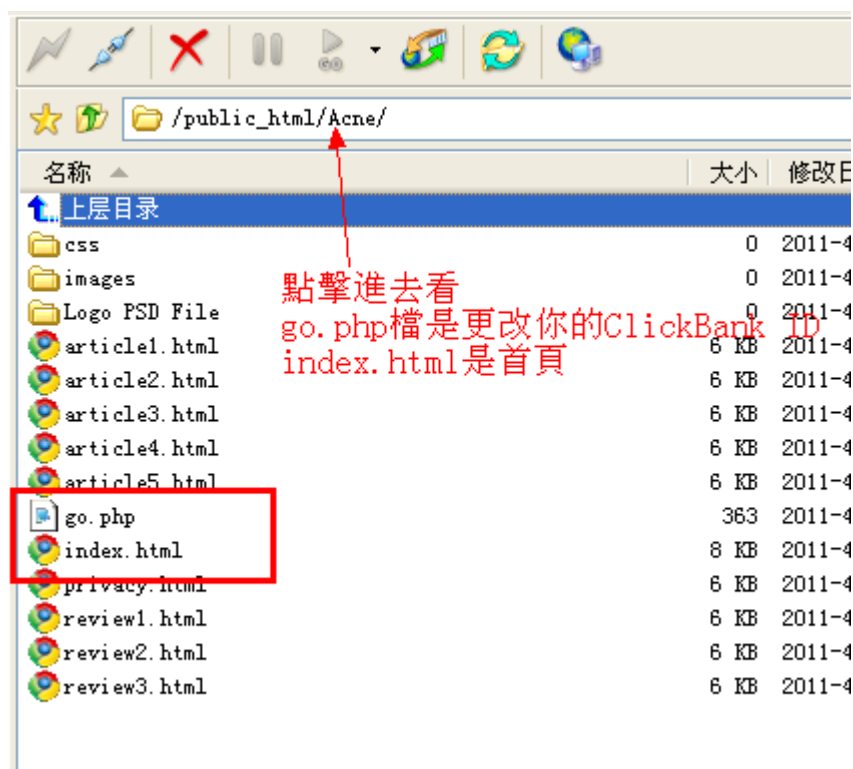 GO
/public_html/Acne/
名称 大小 修改日
上层目录
css 0 2011-4
images 0 2011-4
Logo PSD File 0 2011-4
點擊進去看
go.php檔是更改你的ClickBank ID
index.html是首頁
article1.html 6 KB 2011-4
article2.html 6 KB 2011-4
article3.html 6 KB 2011-4
article4.html 6 KB 2011-4
article5.html 6 KB 2011-4
go.php 363 2011-4
index.html 8 KB 2011-4
privacy.html 6 KB 2011-4
review1.html 6 KB 2011-4
review2.html 6 KB 2011-4
review3.html 6 KB 2011-4